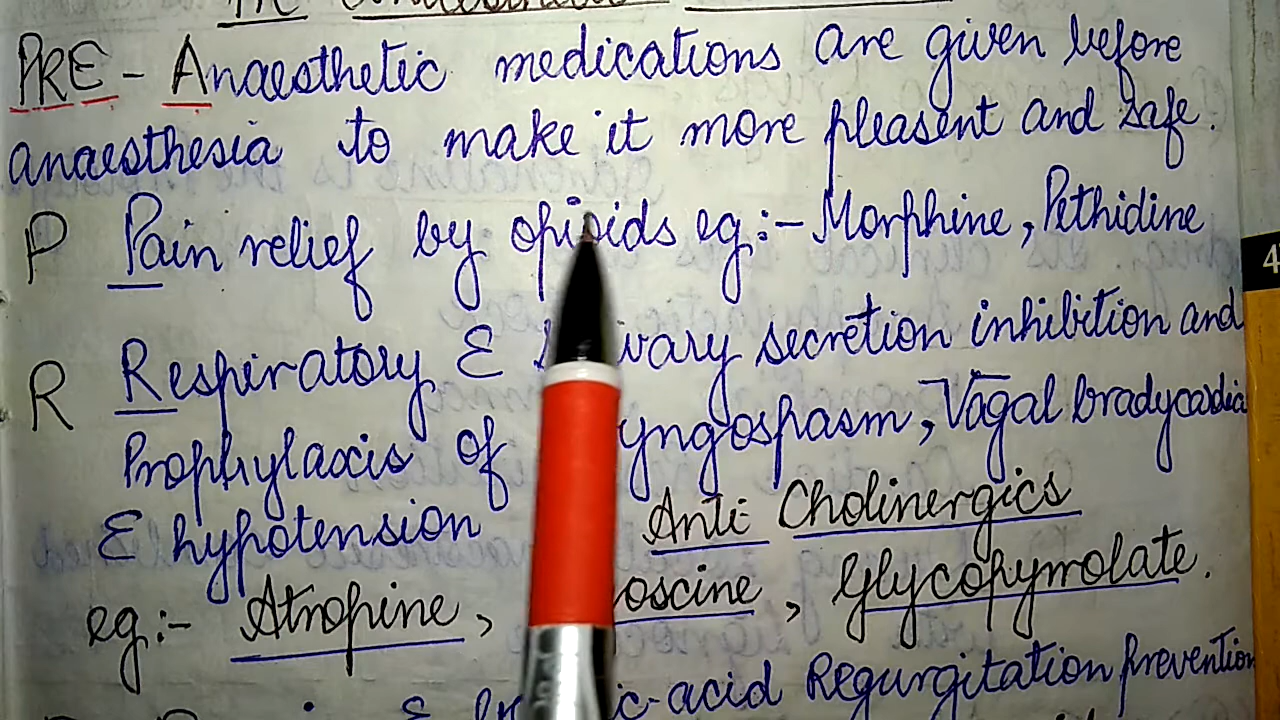 PRE - Anaesthetic medications are given before
anaesthesia to make it more pleasent and safe.
P Pain relief by opioids eg:- Morphine, Pethidine
R Respiratory & secretion inhibition and
Prophylaxis of Vagal bradycardia
& hypotension Anti Cholinergics
eg:- Atropine, Glycopyrrolate.
& acid Regurgitation prevention
4